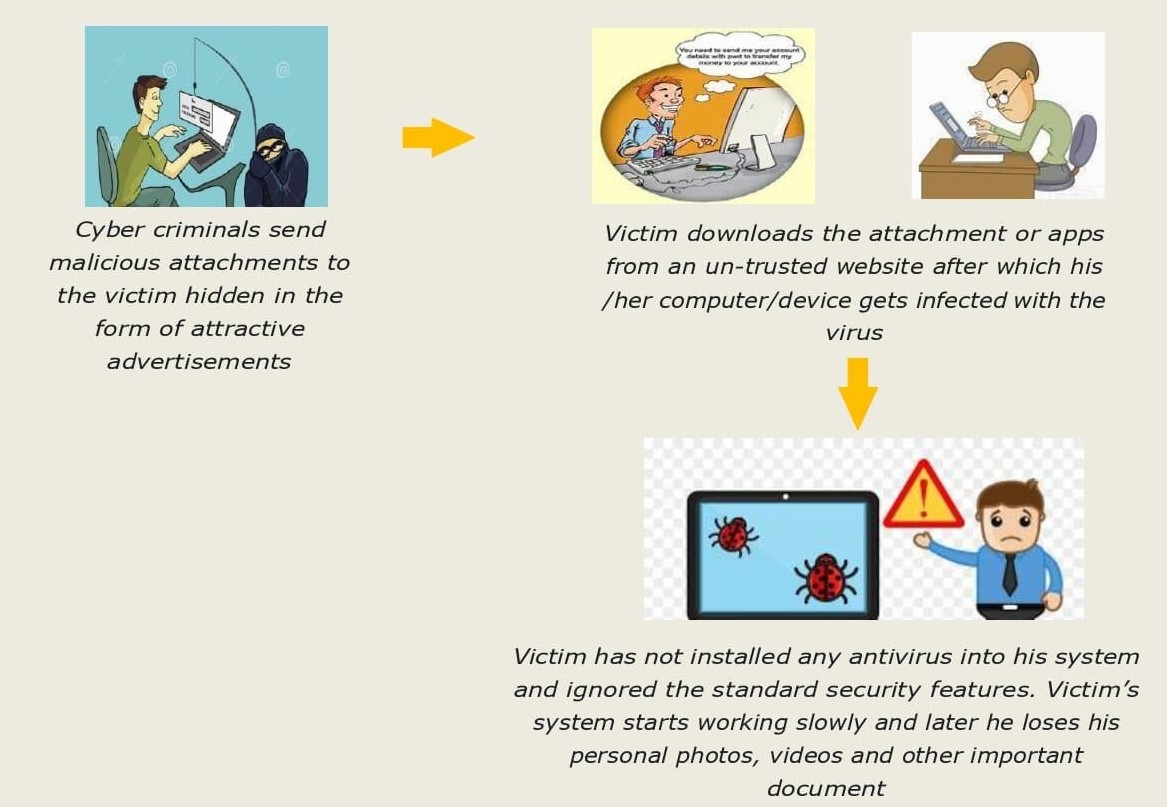 You need to send me your account
details with pwd to transfer my
money to your account.
Cyber criminals send
malicious attachments to
the victim hidden in the
form of attractive
advertisements
Victim downloads the attachment or apps
from an un-trusted website after which his
/her computer/device gets infected with the
virus
Victim has not installed any antivirus into his system
and ignored the standard security features. Victim’s
system starts working slowly and later he loses his
personal photos, videos and other important
document